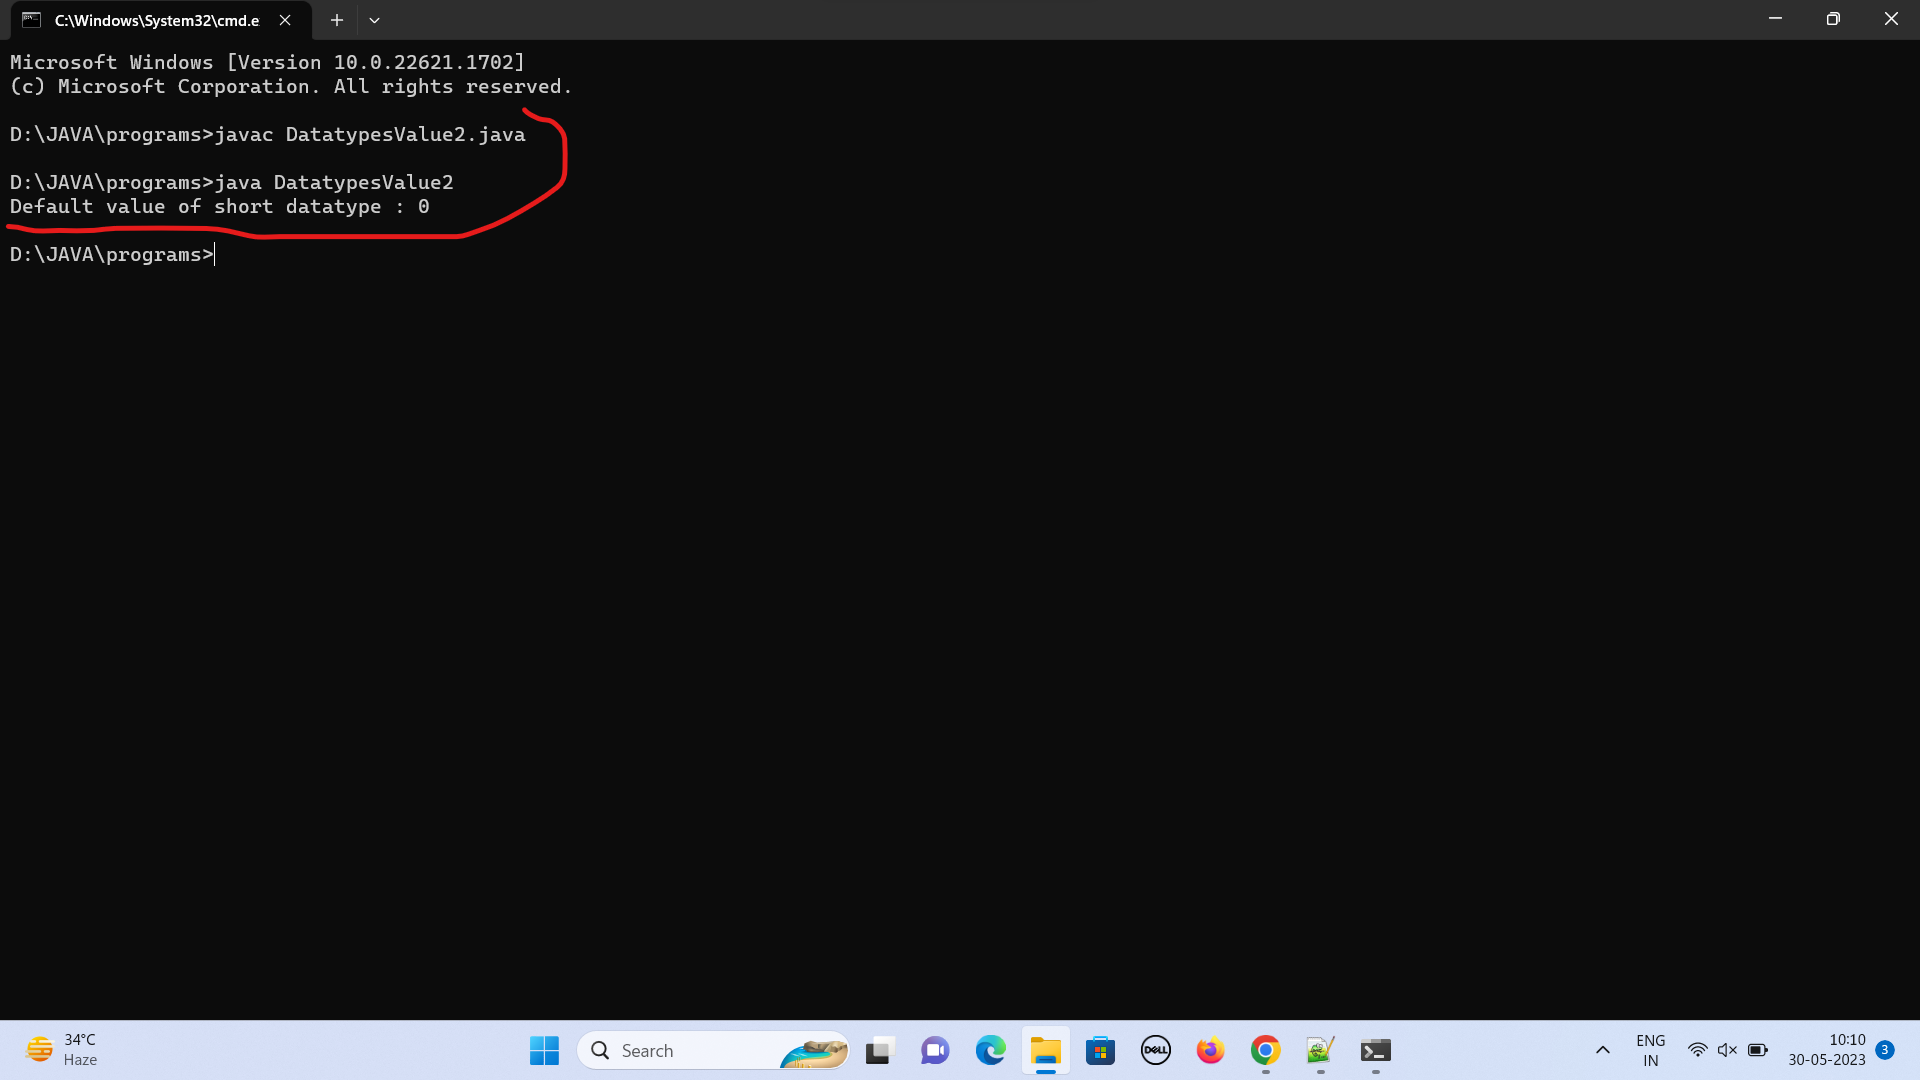 C:\Windows\System32\cmd.e
Microsoft Windows [Version 10.0.22621.1702]
(c) Microsoft Corporation. All rights reserved.
D:\JAVA\programs>javac DatatypesValue2.java
D:\JAVA\programs>java DatatypesValue2
Default value of short datatype : 0
D:\JAVA\programs>
34°C
Haze
Search
DELL
ENG
IN
10:10
30-05-2023
3